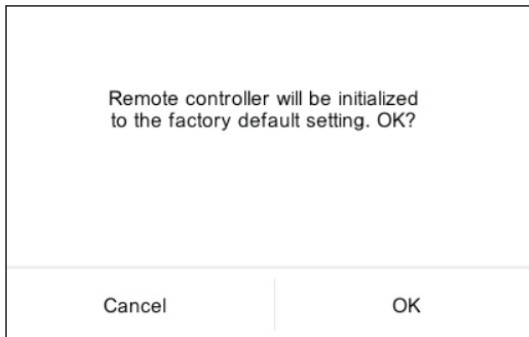 Remote controller will be initialized
to the factory default setting. OK?
Cancel
OK